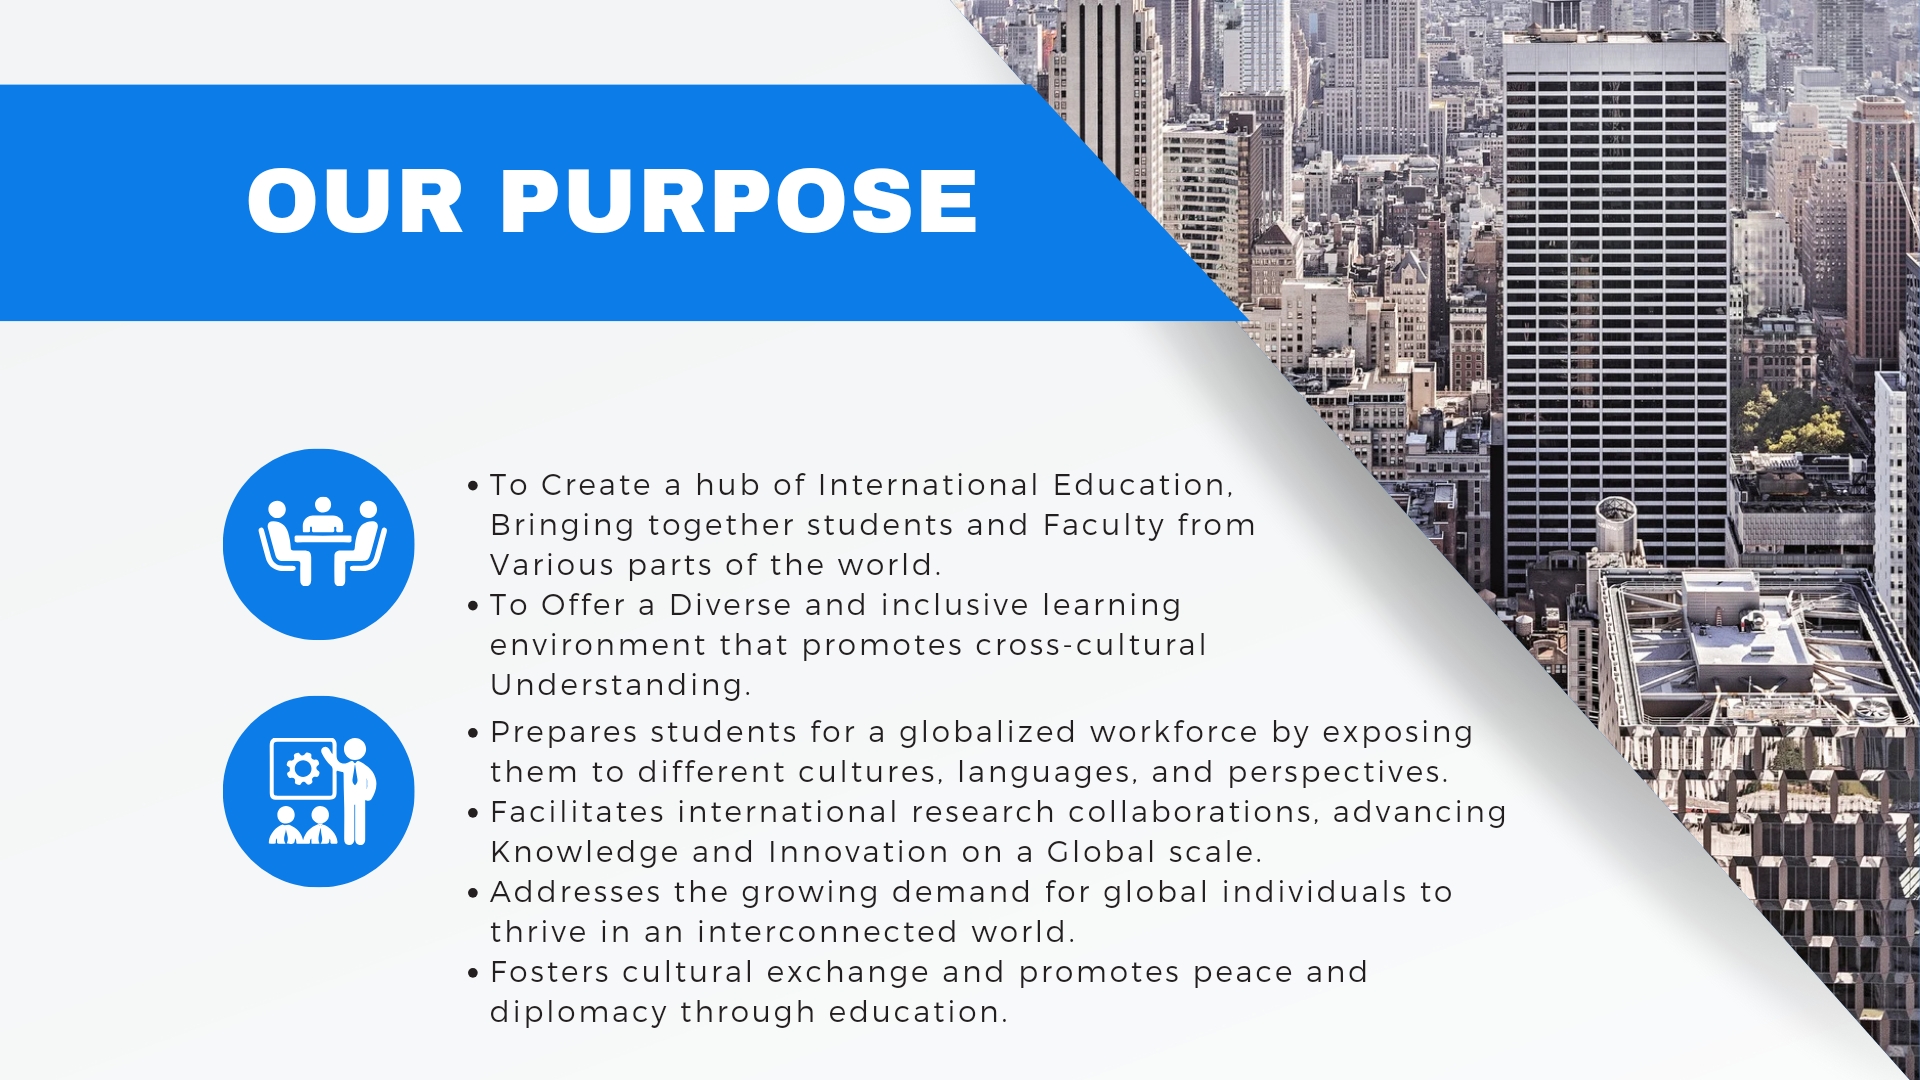 OUR PURPOSE
• To Create a hub of International Education,
Bringing together students and Faculty from
Various parts of the world.
• To Offer a Diverse and inclusive learning
environment that promotes cross-cultural
Understanding.
• Prepares students for a globalized workforce by exposing
them to different cultures, languages, and perspectives.
• Facilitates international research collaborations, advancing
Knowledge and Innovation on a Global scale.
• Addresses the growing demand for global individuals to
thrive in an interconnected world.
• Fosters cultural exchange and promotes peace and
diplomacy through education.